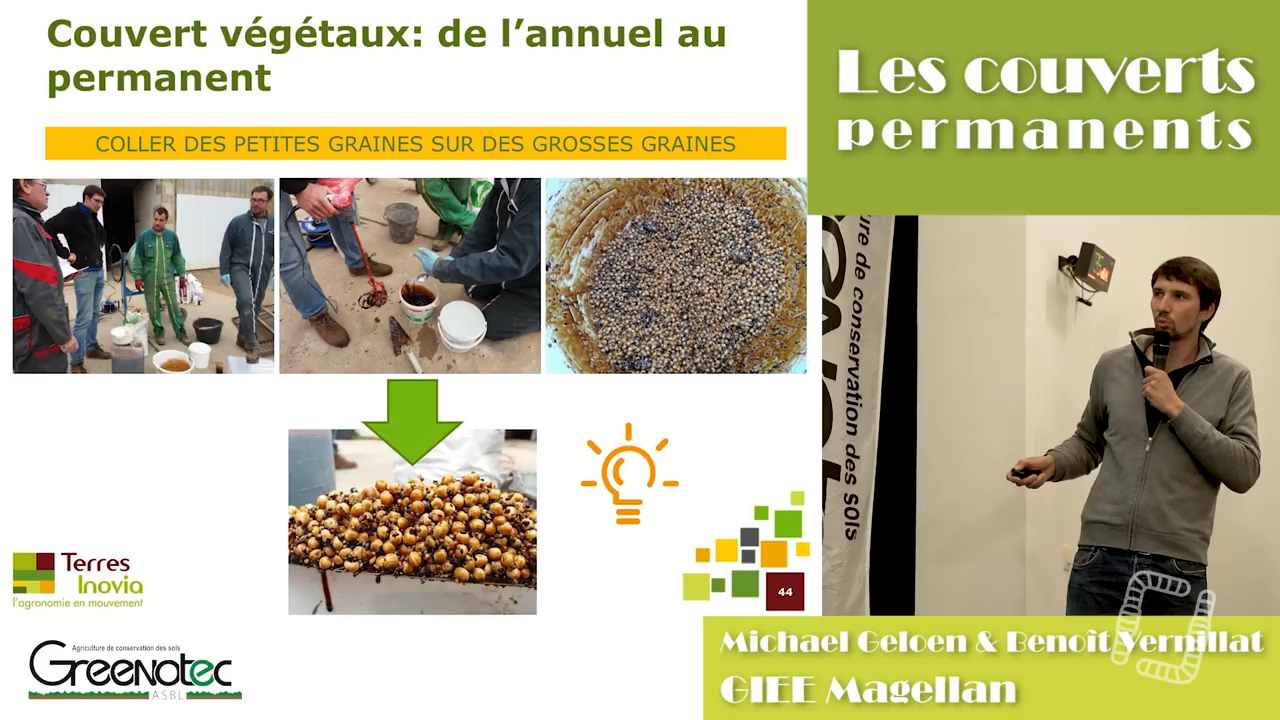 Couvert végétaux: de l’annuel au
permanent
COLLER DES PETITES GRAINES SUR DES GROSSES GRAINES
Les couverts
permanents
ure de conservation des sols
Terres
Inovia
l'agronomie en mouvement
44
Agriculture de conservation des sols
Greenotec
ASBL
Michael Geloen & Benoît Vernillat
GIEE Magellan